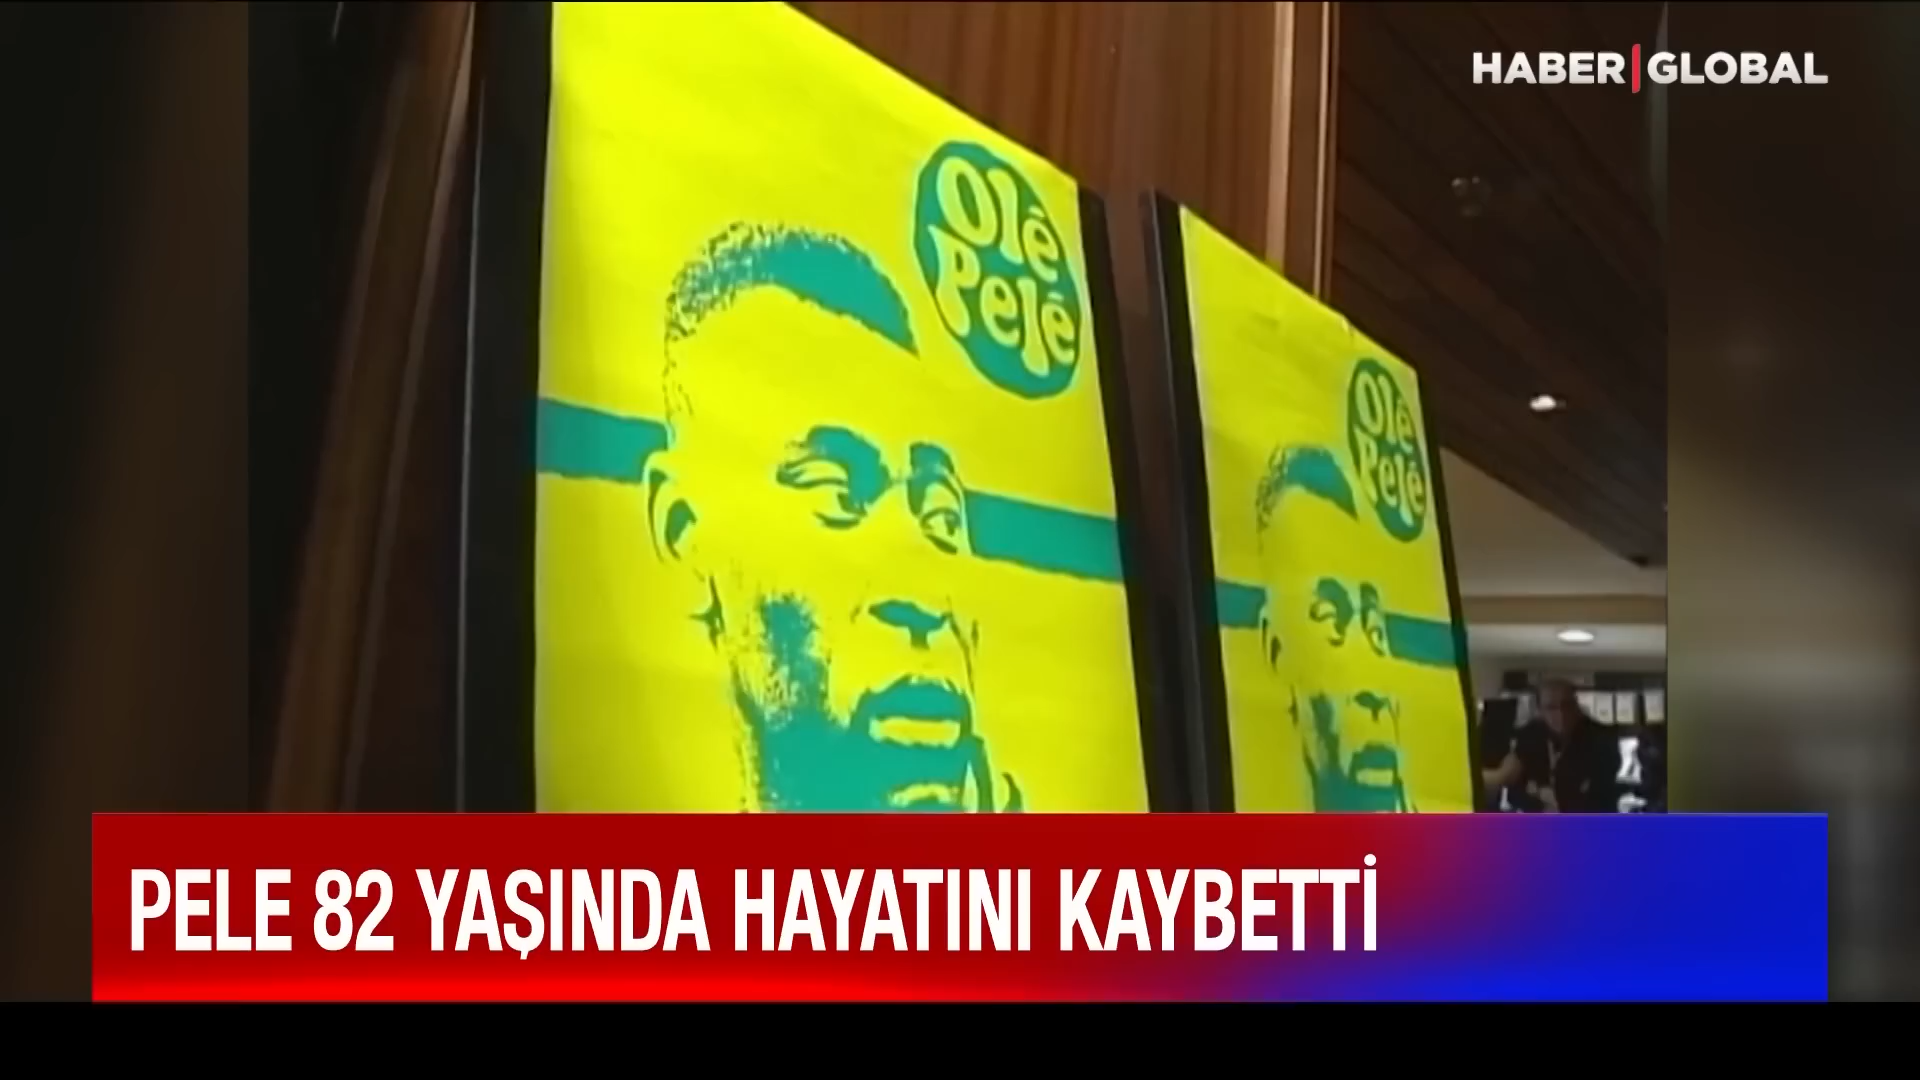 HABER GLOBAL
Olé
Pelé
Olé
Pelé
PELE 82 YAŞINDA HAYATINI KAYBETTİ